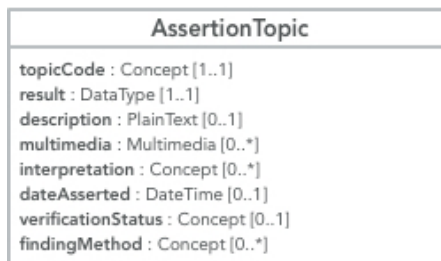 AssertionTopic
topicCode : Concept [1..1]
result : DataType [1..1]
description : PlainText [0..1]
multimedia : Multimedia [0..*]
interpretation : Concept [0..*]
dateAsserted : DateTime [0..1]
verificationStatus : Concept [0..1]
findingMethod : Concept [0..*]